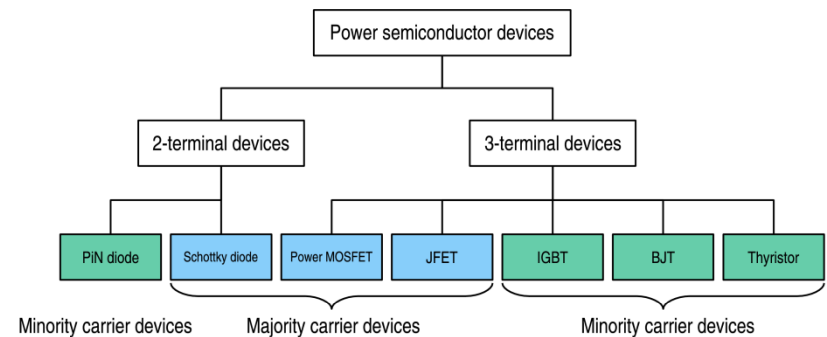 Power semiconductor devices
2-terminal devices
3-terminal devices
PiN diode
Schottky diode
Power MOSFET
JFET
IGBT
BJT
Thyristor
Minority carrier devices
Majority carrier devices
Minority carrier devices